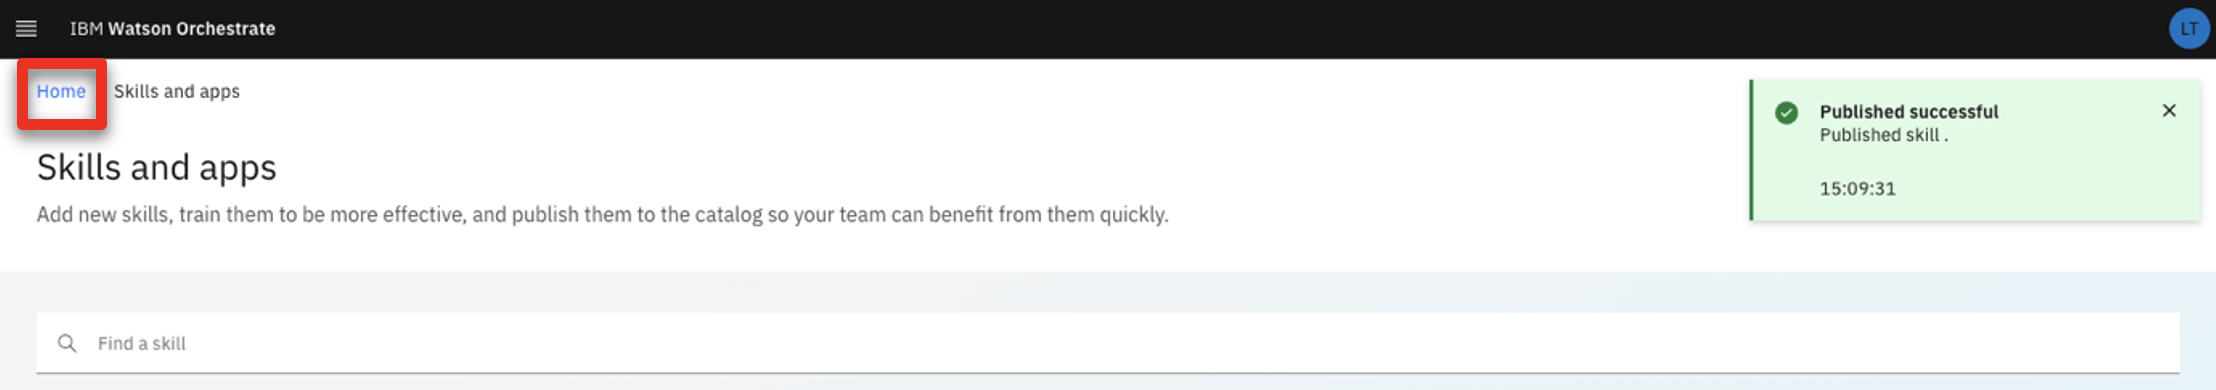 IBM Watson Orchestrate
LT
Home
Skills and apps
Published successful
Published skill .
15:09:31
Skills and apps
Add new skills, train them to be more effective, and publish them to the catalog so your team can benefit from them quickly.
Find a skill